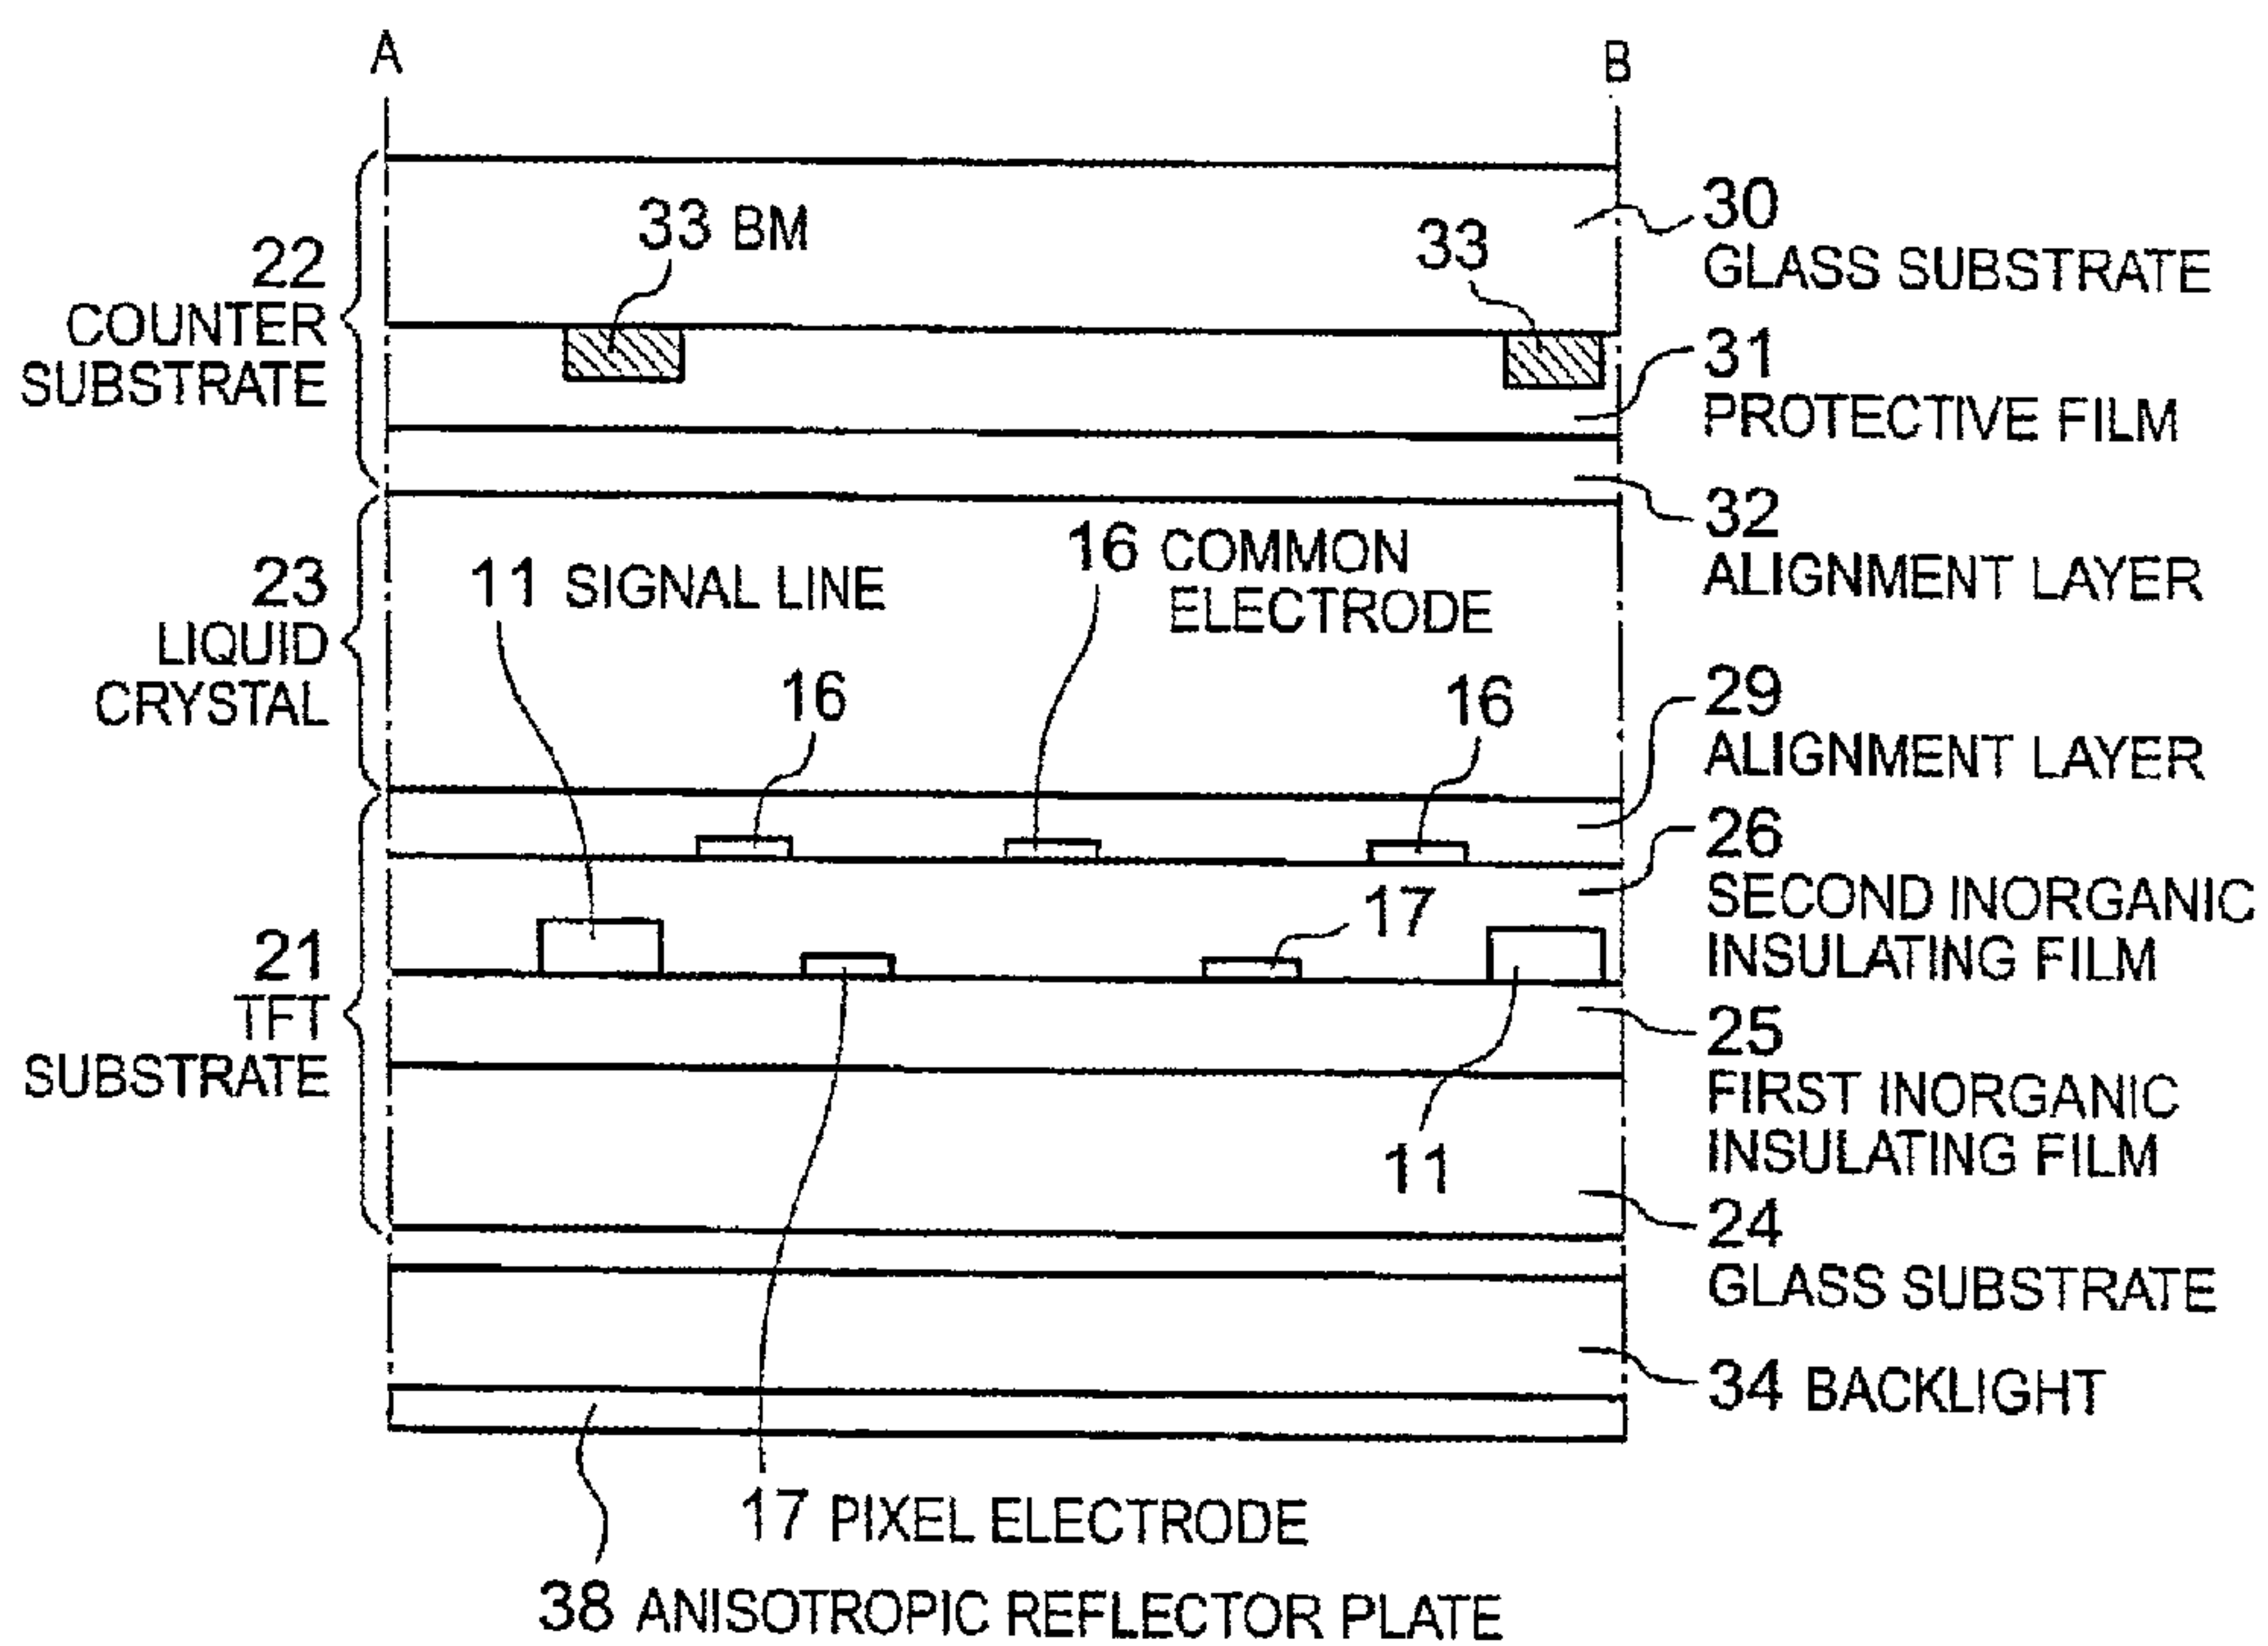 A
B
33 BM
33
30
GLASS SUBSTRATE
22
COUNTER
SUBSTRATE
31
PROTECTIVE FILM
32
ALIGNMENT LAYER
23
LIQUID
CRYSTAL
11 SIGNAL LINE
16 COMMON
ELECTRODE
16
16
29
ALIGNMENT LAYER
26
SECOND INORGANIC
INSULATING FILM
17
21
TFT
SUBSTRATE
25
FIRST INORGANIC
INSULATING FILM
11
24
GLASS SUBSTRATE
34 BACKLIGHT
17 PIXEL ELECTRODE
38 ANISOTROPIC REFLECTOR PLATE